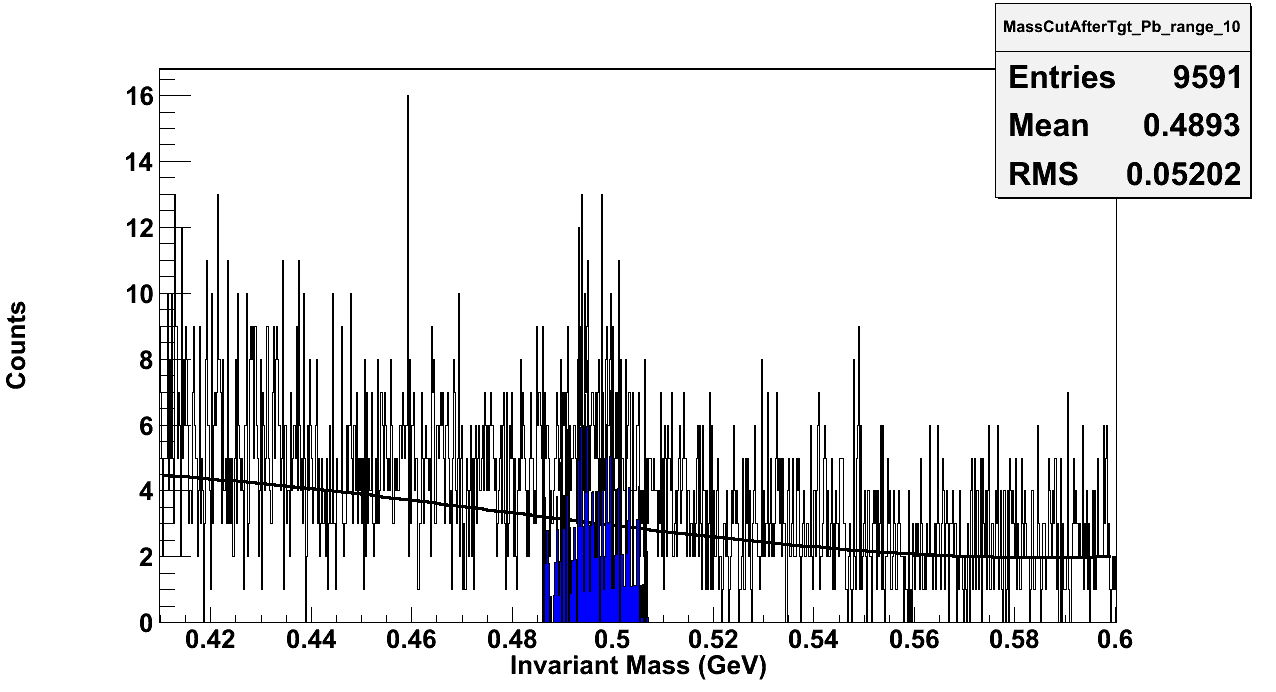 MassCutAfterTgt_Pb_range_10
Entries 9591
Mean 0.4893
RMS 0.05202
Counts
16
14
12
10
8
6
4
2
0
0.42 0.44 0.46 0.48 0.5 0.52 0.54 0.56 0.58 0.6
Invariant Mass (GeV)